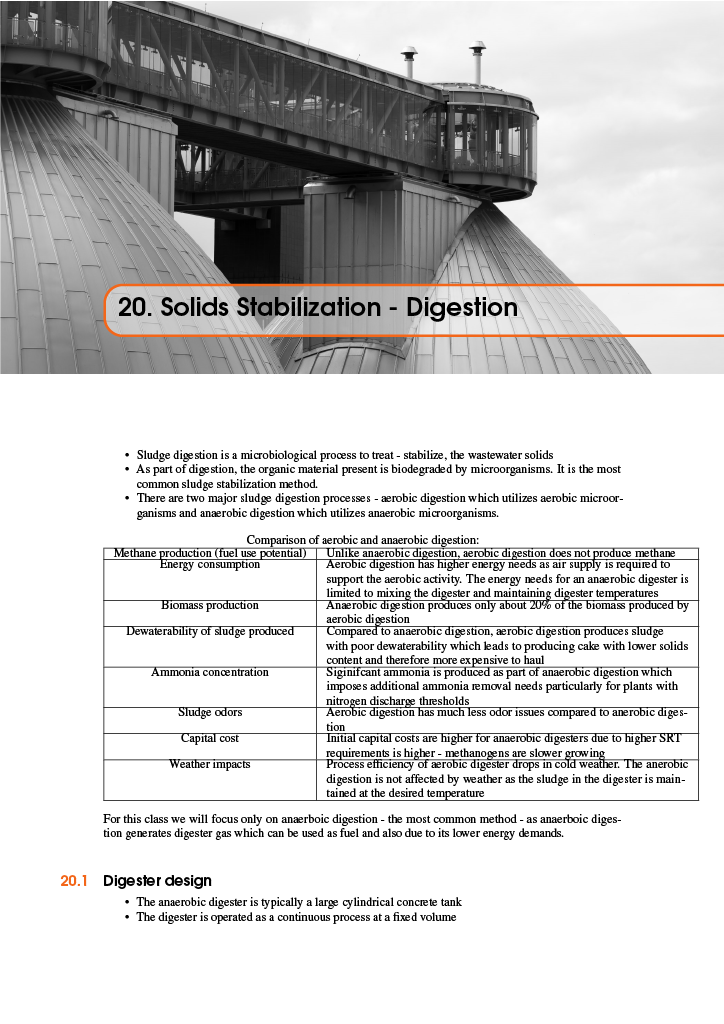 20. Solids Stabilization - Digestion
• Sludge digestion is a microbiological process to treat - stabilize, the wastewater solids
• As part of digestion, the organic material present is biodegraded by microorganisms. It is the most
common sludge stabilization method.
• There are two major sludge digestion processes - aerobic digestion which utilizes aerobic microor-
ganisms and anaerobic digestion which utilizes anaerobic microorganisms.
Comparison of aerobic and anaerobic digestion:
Methane production (fuel use potential) Unlike anaerobic digestion, aerobic digestion does not produce methane
Energy consumption Aerobic digestion has higher energy needs as air supply is required to
support the aerobic activity. The energy needs for an anaerobic digester is
limited to mixing the digester and maintaining digester temperatures
Biomass production Anaerobic digestion produces only about 20% of the biomass produced by
aerobic digestion
Dewaterability of sludge produced Compared to anaerobic digestion, aerobic digestion produces sludge
with poor dewaterability which leads to producing cake with lower solids
content and therefore more expensive to haul
Ammonia concentration Siginifcant ammonia is produced as part of anaerobic digestion which
imposes additional ammonia removal needs particularly for plants with
nitrogen discharge thresholds
Sludge odors Aerobic digestion has much less odor issues compared to anerobic diges-
tion
Capital cost Initial capital costs are higher for anaerobic digesters due to higher SRT
requirements is higher - methanogens are slower growing
Weather impacts Process efficiency of aerobic digester drops in cold weather. The anerobic
digestion is not affected by weather as the sludge in the digester is main-
tained at the desired temperature
For this class we will focus only on anaerboic digestion - the most common method - as anaerboic diges-
tion generates digester gas which can be used as fuel and also due to its lower energy demands.
20.1 Digester design
• The anaerobic digester is typically a large cylindrical concrete tank
• The digester is operated as a continuous process at a fixed volume